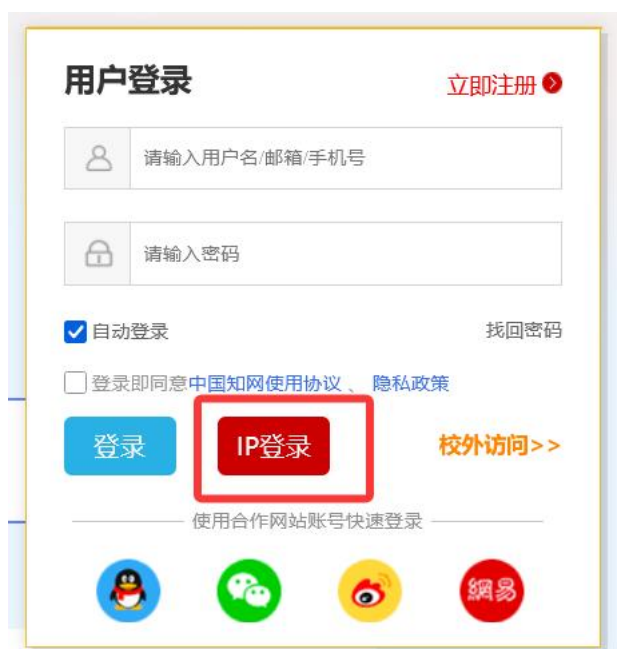 用户登录
立即注册
请输入用户名/邮箱/手机号
请输入密码
自动登录
找回密码
登录即同意中国知网使用协议 、 隐私政策
登录
IP登录
校外访问>>
使用合作网站账号快速登录
網易